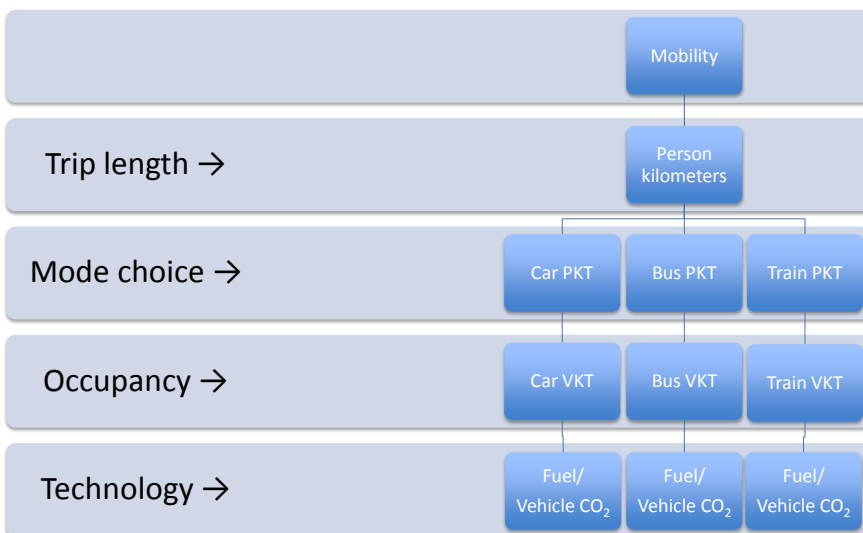 Mobility
Trip length →
Person
kilometers
Mode choice →
Car PKT
Bus PKT
Train PKT
Occupancy →
Car VKT
Bus VKT
Train VKT
Technology →
Fuel/
Vehicle CO₂
Fuel/
Vehicle CO₂
Fuel/
Vehicle CO₂